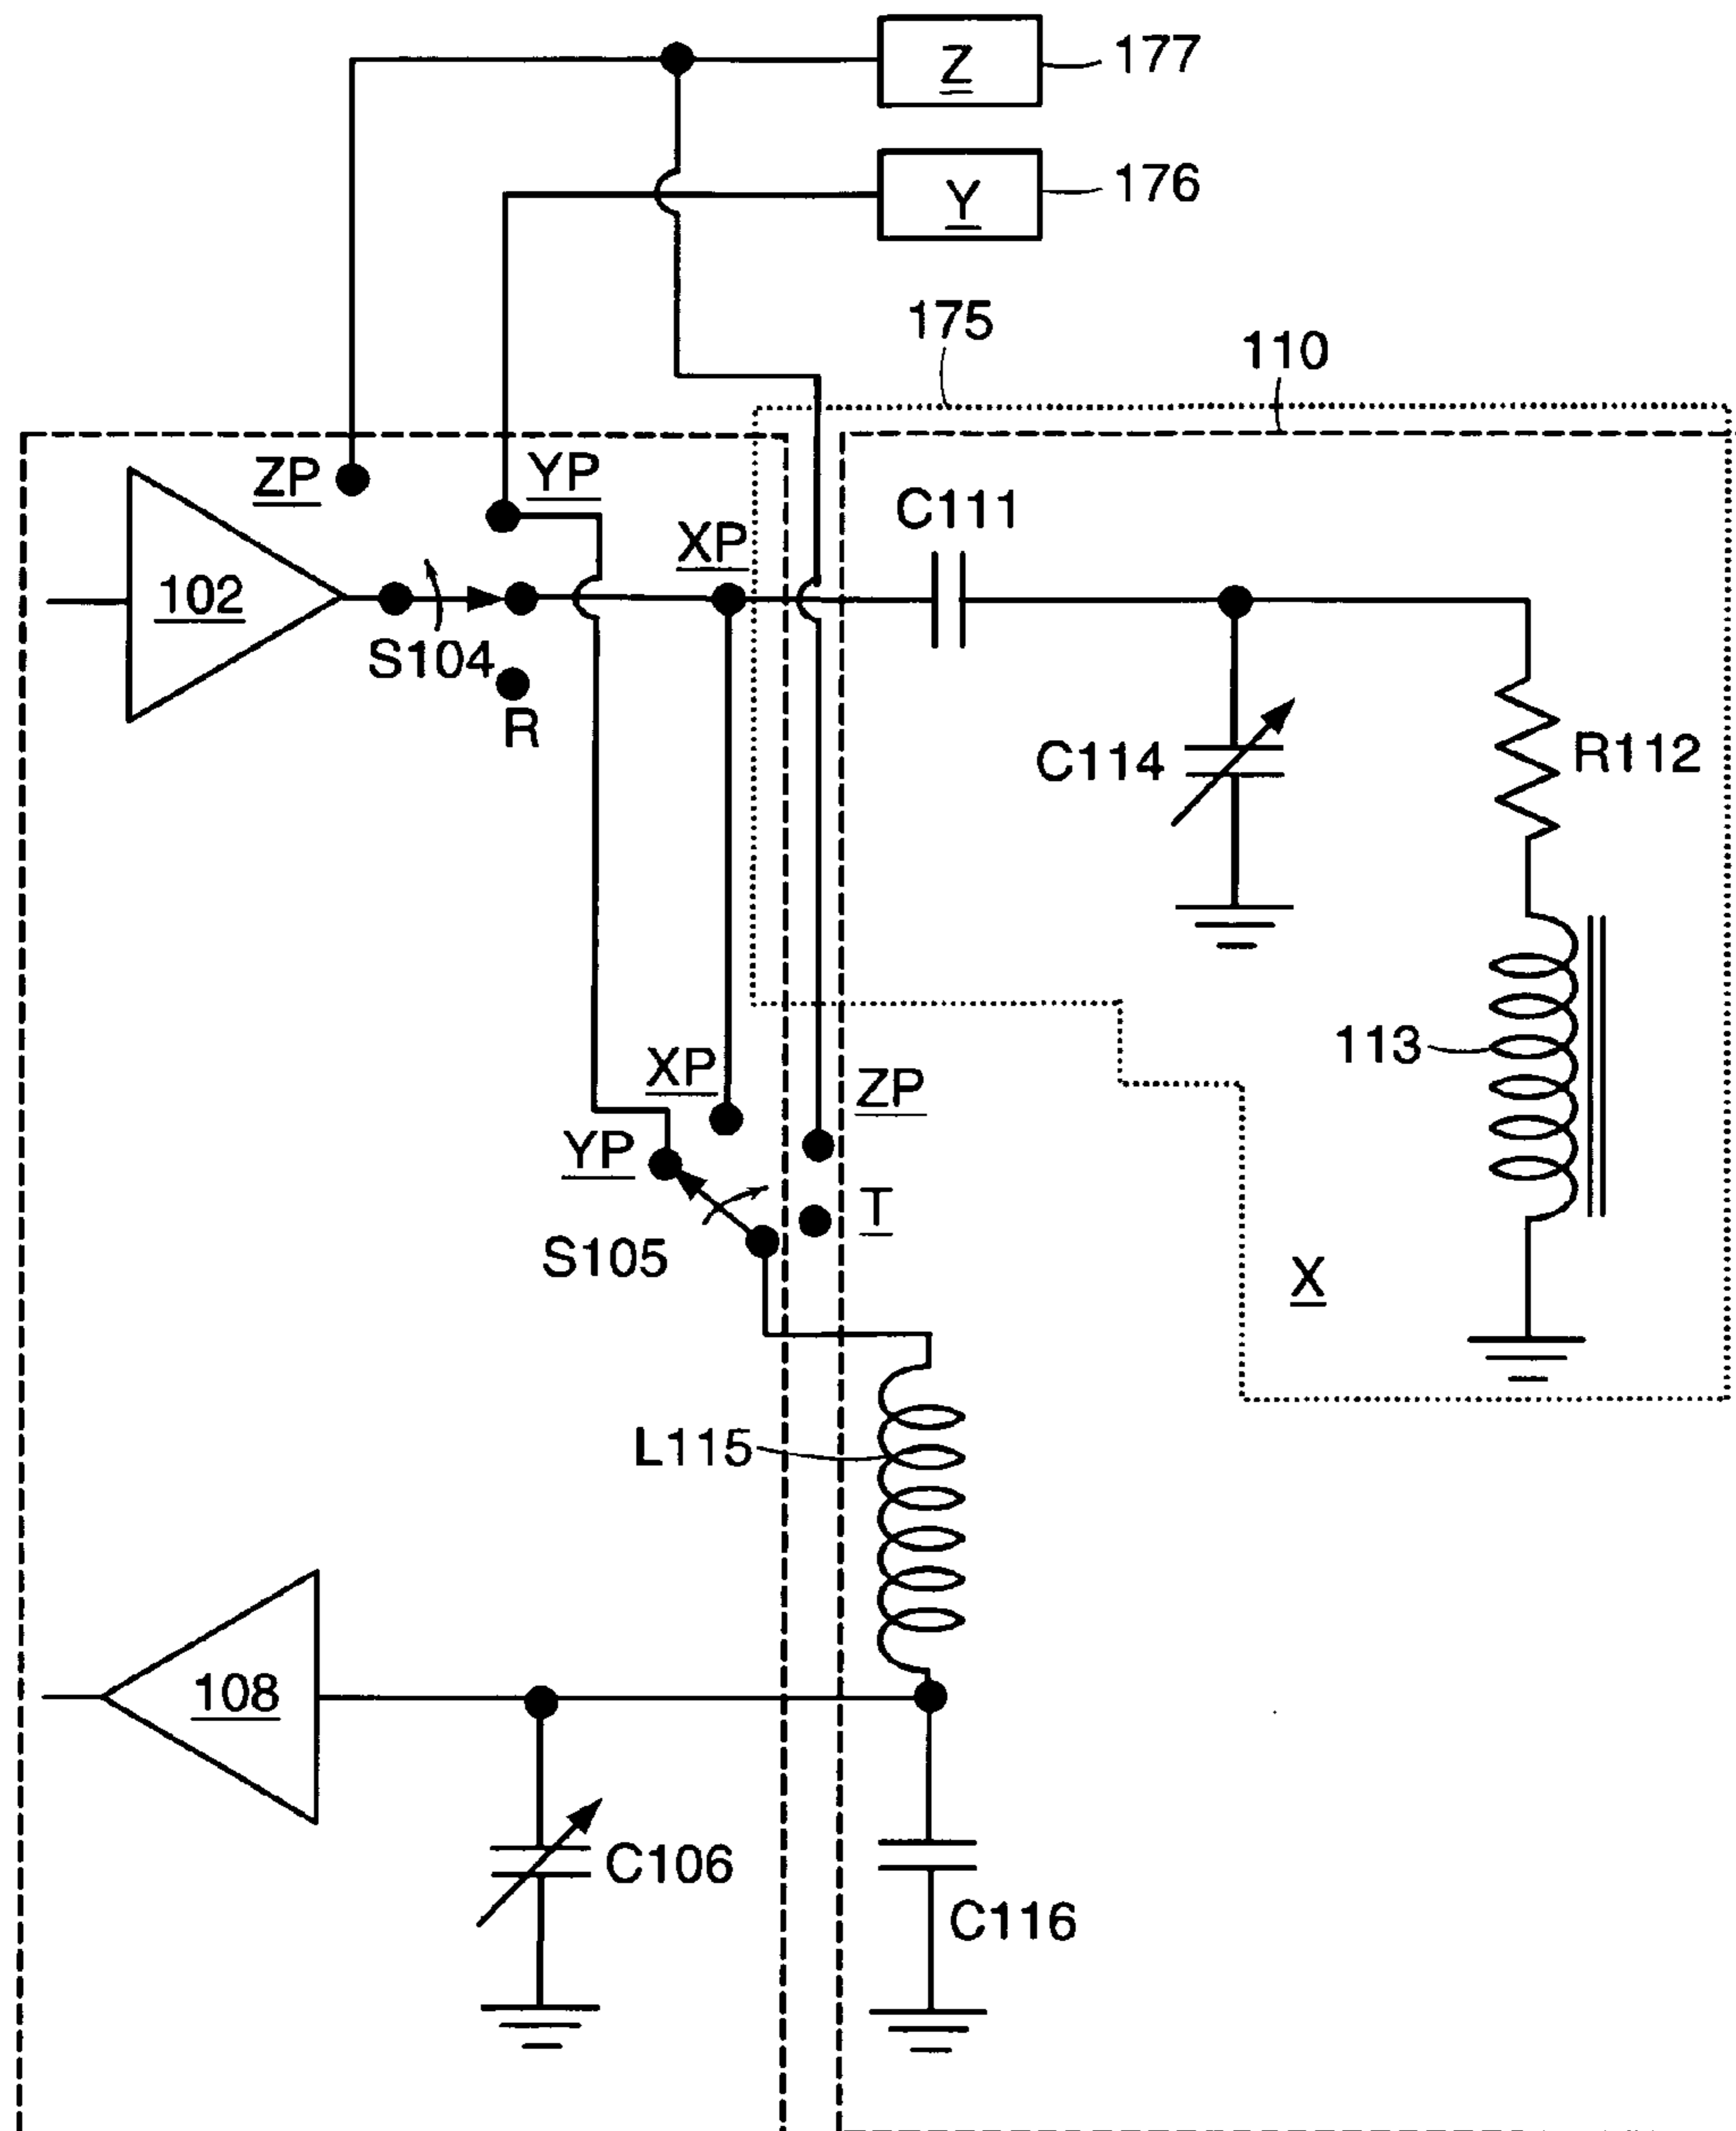 Z
177
Y
176
175
110
ZP
YP
XP
C111
102
S104
R
C114
R112
113
XP
ZP
YP
T
S105
X
L115
108
C106
C116